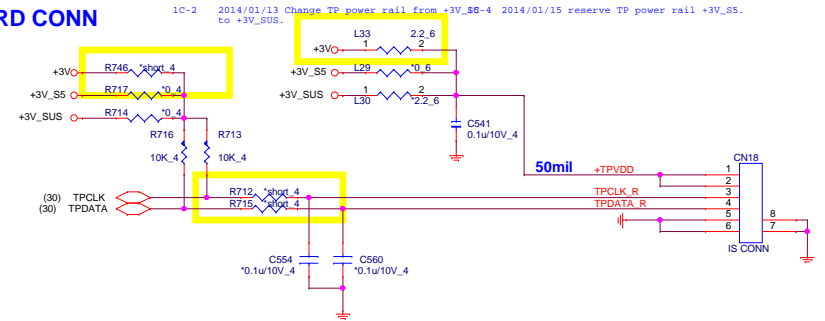 RD CONN
1C-2 2014/01/13 Change TP power rail from +3V_S5 to +3V_SUS.
-4 2014/01/15 reserve TP power rail +3V_S5.
L33 2.2_6
+3V 1 2
+3V R746 *short_4
+3V_S5 L29 *0_6
+3V_S5 R717 *0_4
+3V_SUS 1 2
L30 *2.2_6
+3V_SUS R714 *0_4
C541
0.1u/10V_4
R716 R713
10K_4 10K_4
50mil +TPVDD
CN18
1
2
3
4
5
6
8
7
IS CONN
(30) TPCLK R712 *short_4 TPCLK_R
(30) TPDATA R715 *short_4 TPDATA_R
C554 C560
*0.1u/10V_4 *0.1u/10V_4